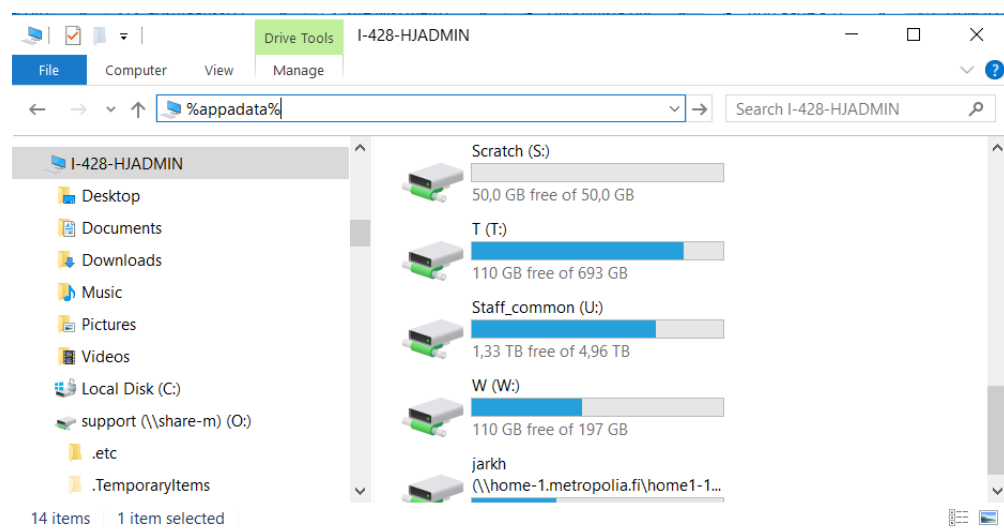 Drive Tools I-428-HJADMIN
File Computer View Manage
%appadata% Search I-428-HJADMIN
I-428-HJADMIN
Desktop
Documents
Downloads
Music
Pictures
Videos
Local Disk (C:)
support (\\share-m) (O:)
.etc
.TemporaryItems
Scratch (S:)
50,0 GB free of 50,0 GB
T (T:)
110 GB free of 693 GB
Staff_common (U:)
1,33 TB free of 4,96 TB
W (W:)
110 GB free of 197 GB
jarkh
(\\home-1.metropolia.fi\home1-1...
14 items 1 item selected